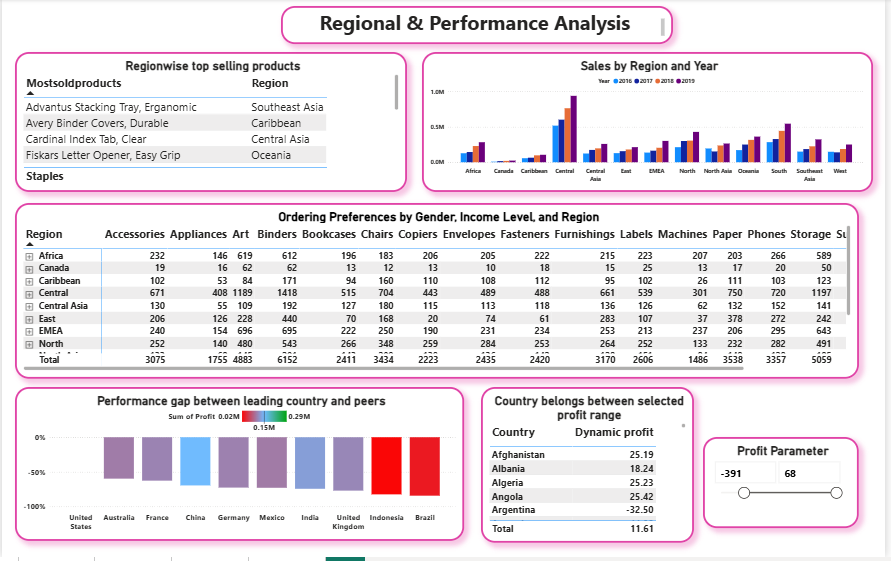 Regional & Performance Analysis
Regionwise top selling products
Mostsoldproducts Region
Advantus Stacking Tray, Erganomic Southeast Asia
Avery Binder Covers, Durable Caribbean
Cardinal Index Tab, Clear Central Asia
Fiskars Letter Opener, Easy Grip Oceania
Staples
Sales by Region and Year
Year 2016 2017 2018 2019
1.0M
0.5M
0.0M
Africa Canada Caribbean Central Central Asia East EMEA North North Asia Oceania South Southeast Asia West
Ordering Preferences by Gender, Income Level, and Region
Region Accessories Appliances Art Binders Bookcases Chairs Copiers Envelopes Fasteners Furnishings Labels Machines Paper Phones Storage Su
Africa 232 146 619 612 196 183 206 205 222 215 223 207 203 266 589
Canada 19 16 62 62 13 12 13 10 18 15 25 13 17 20 50
Caribbean 102 53 84 171 94 160 110 108 112 95 102 26 111 103 123
Central 671 408 1189 1418 515 704 443 489 488 661 539 301 750 720 1197
Central Asia 130 55 109 192 127 180 115 113 118 136 126 62 132 152 141
East 206 126 228 440 70 168 20 74 61 283 107 37 378 272 242
EMEA 240 154 696 695 222 250 190 231 234 253 213 237 206 295 643
North 242 140 480 543 266 348 259 284 253 264 252 133 232 282 491
Total 3075 1755 4883 6152 2411 3434 2223 2435 2420 3170 2606 1486 3538 3357 5059
Performance gap between leading country and peers
Sum of Profit 0.02M 0.29M
0.15M
0%
-50%
-100%
United States Australia France China Germany Mexico India United Kingdom Indonesia Brazil
Country belongs between selected
profit range
Country Dynamic profit
Afghanistan 25.19
Albania 18.24
Algeria 25.23
Angola 25.42
Argentina -32.50
Total 11.61
Profit Parameter
-391 68